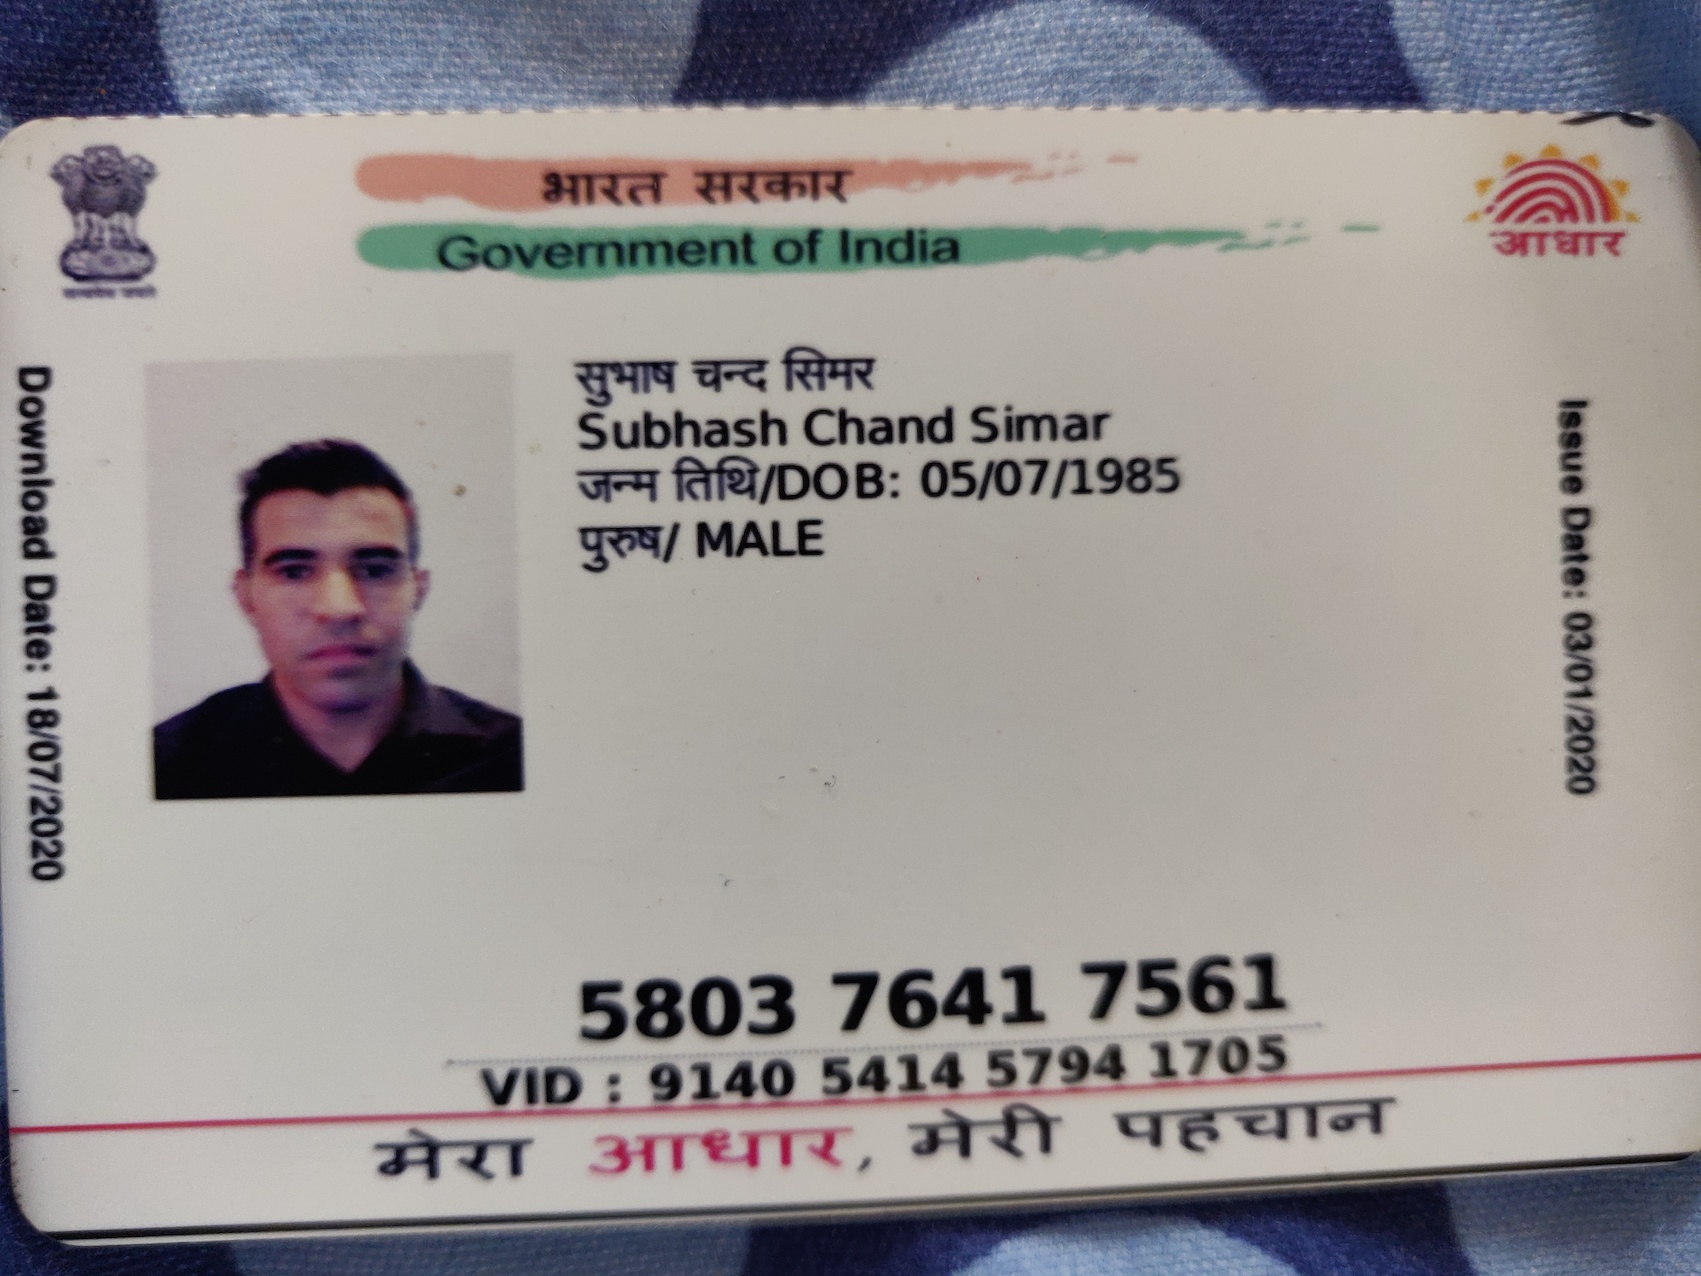 भारत सरकार
Government of India
आधार
सुभाष चन्द सिमर
Subhash Chand Simar
जन्म तिथि/DOB: 05/07/1985
पुरुष/ MALE
Download Date: 18/07/2020
Issue Date: 03/01/2020
5803 7641 7561
VID : 9140 5414 5794 1705
मेरा आधार, मेरी पहचान